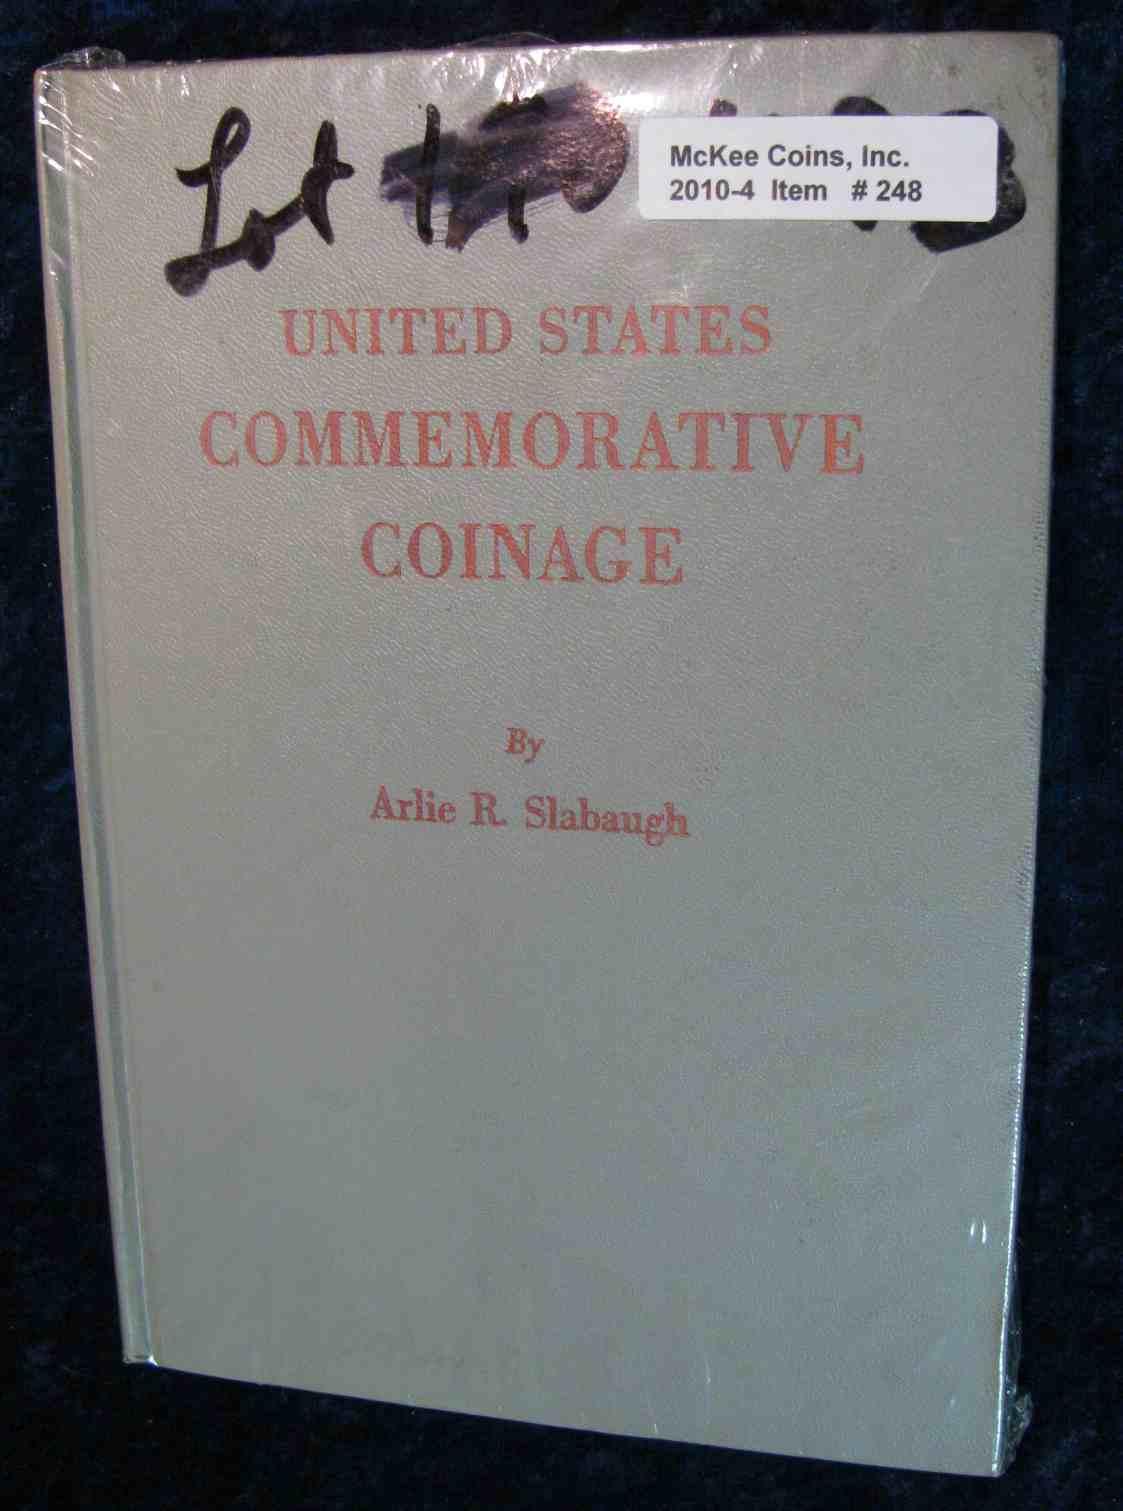 Lot
McKee Coins, Inc.
2010-4 Item # 248
UNITED STATES
COMMEMORATIVE
COINAGE
By
Arlie R. Slabaugh